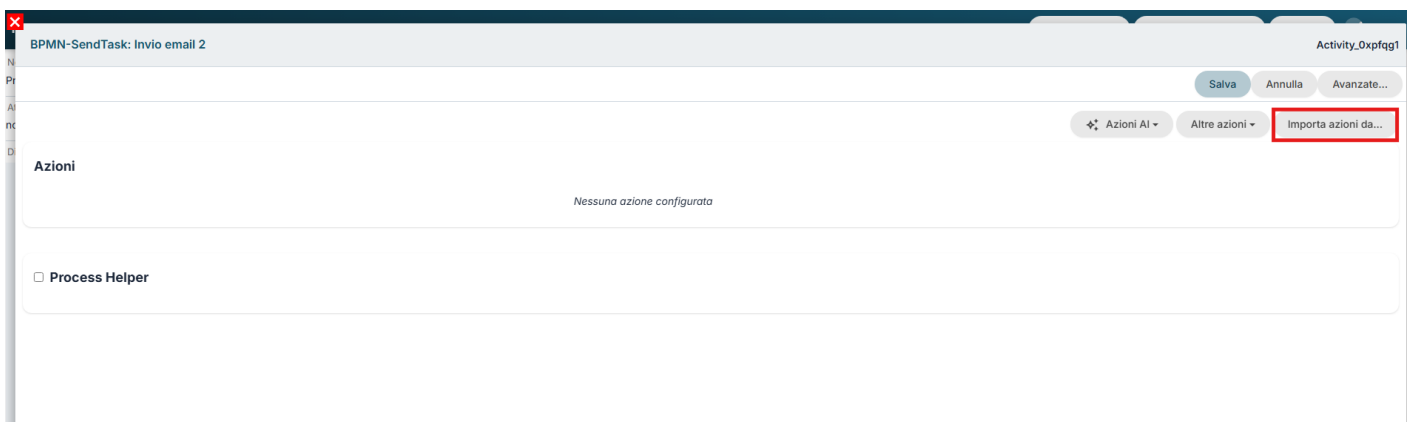 BPMN-SendTask: Invio email 2
Activity_0xpfqg1
Salva Annulla Avanzate...
Azioni AI Altre azioni Importa azioni da...
Azioni
Nessuna azione configurata
Process Helper